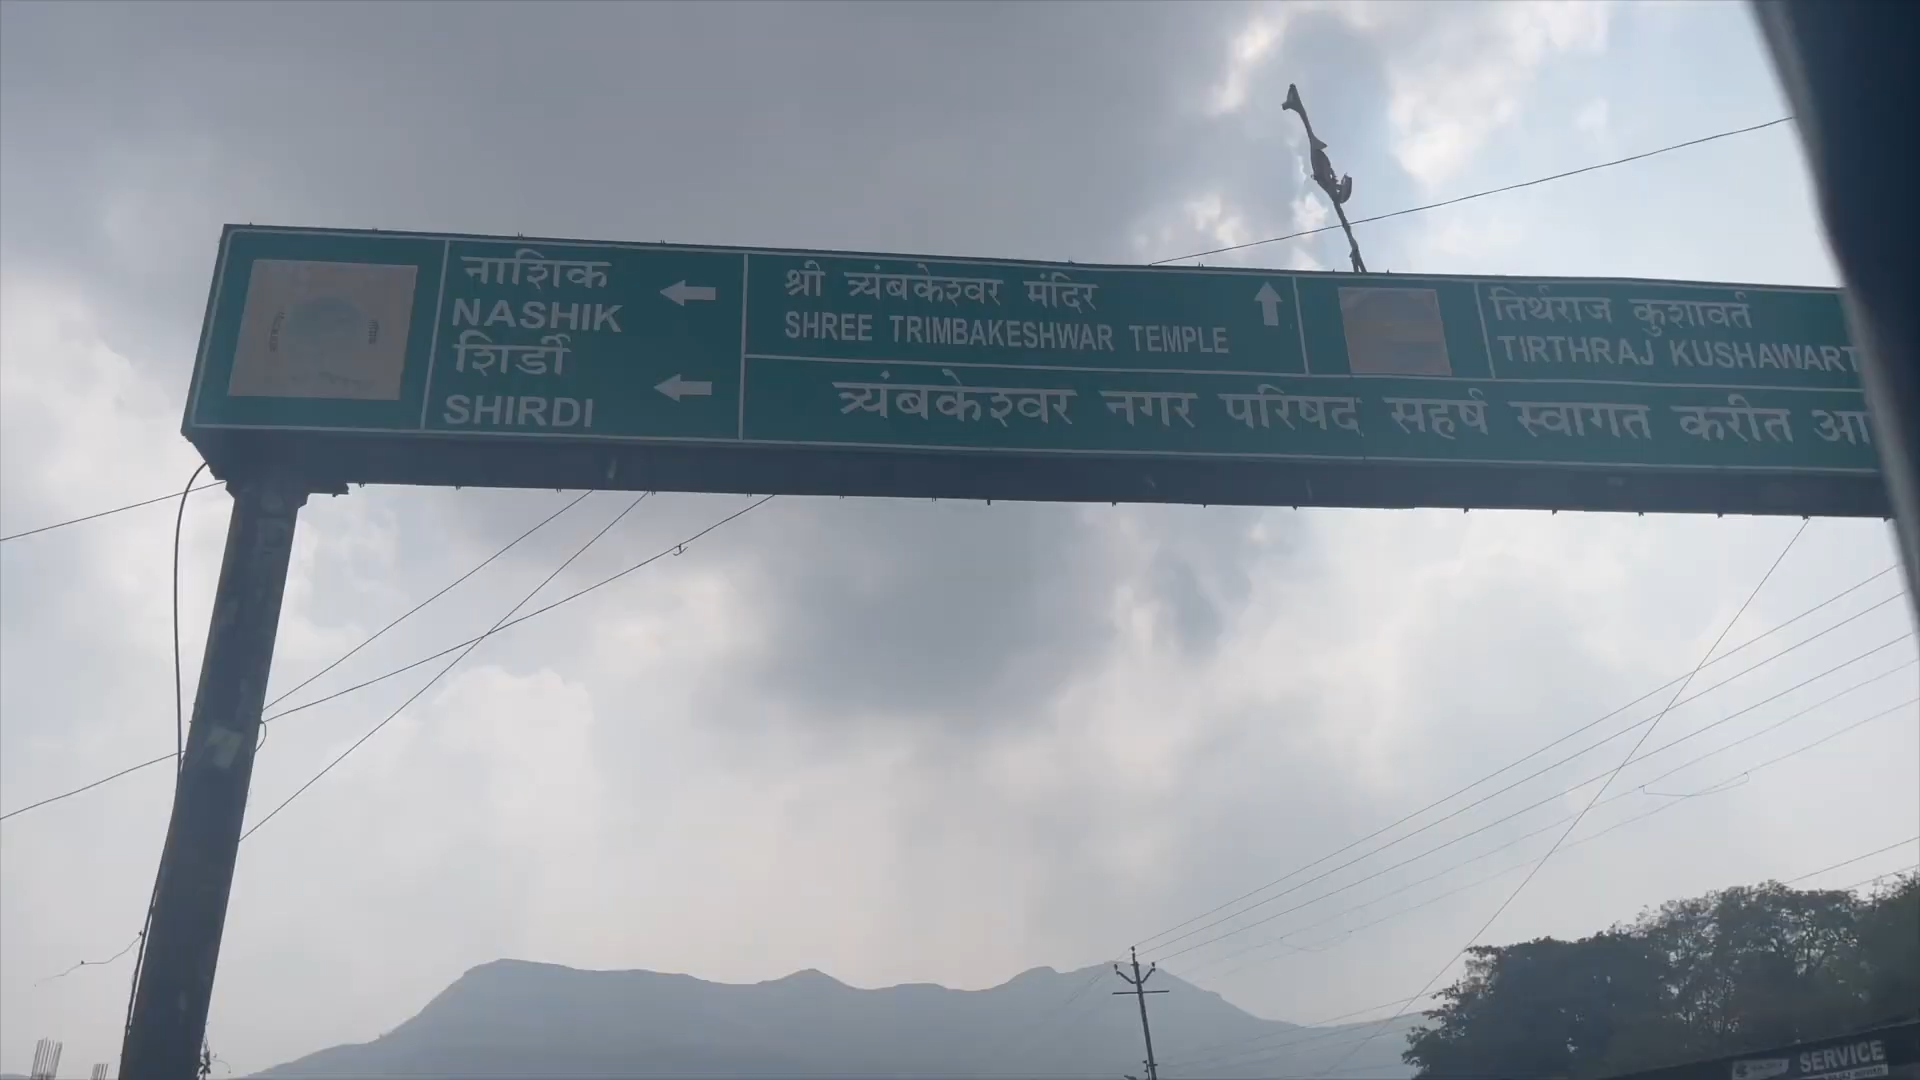 नाशिक
NASHIK
शिर्डी
SHIRDI
श्री त्र्यंबकेश्वर मंदिर
SHREE TRIMBAKESHWAR TEMPLE
तिर्थराज कुशावर्त
TIRTHRAJ KUSHAWART
त्र्यंबकेश्वर नगर परिषद सहर्ष स्वागत करीत आ
SERVICE